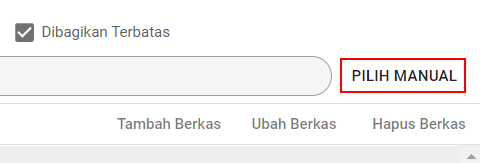 Dibagikan Terbatas
PILIH MANUAL
Tambah Berkas Ubah Berkas Hapus Berkas